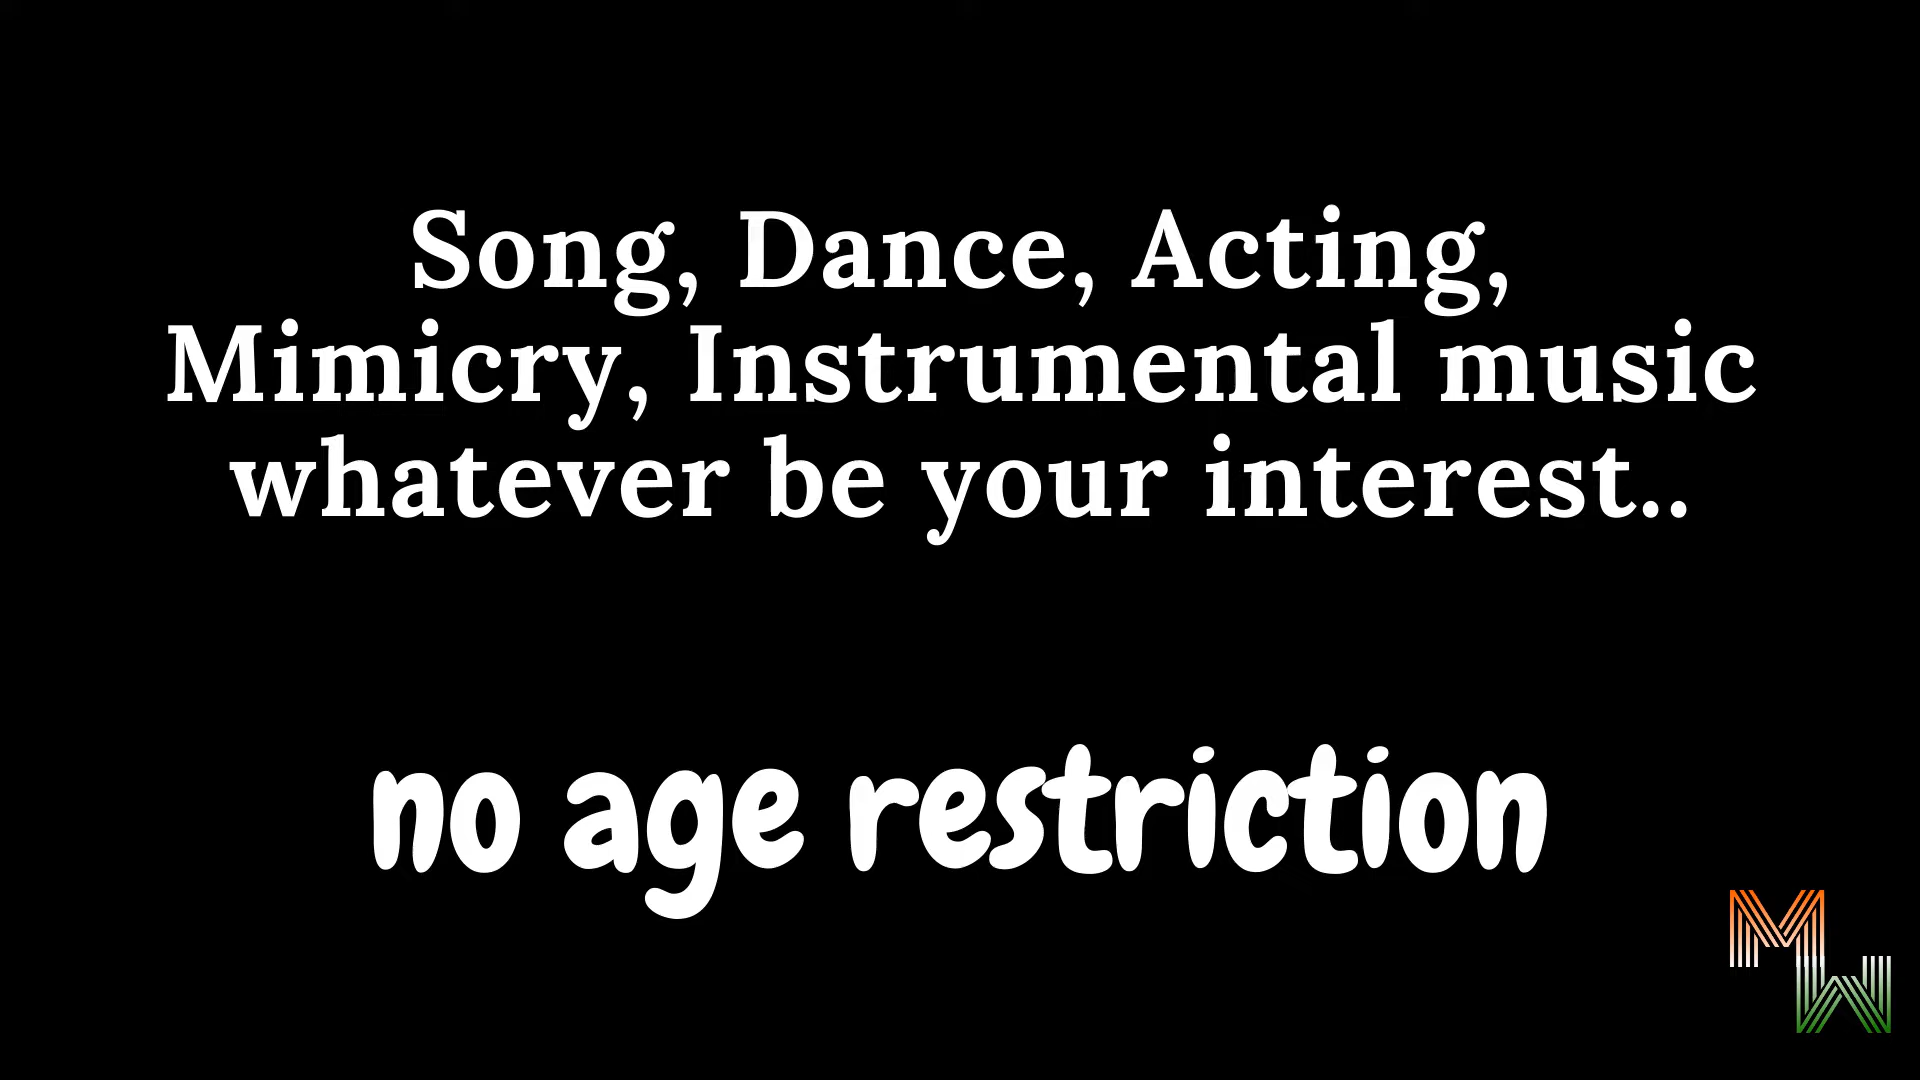 Song, Dance, Acting,
Mimicry, Instrumental music
whatever be your interest..
no age restriction
MW